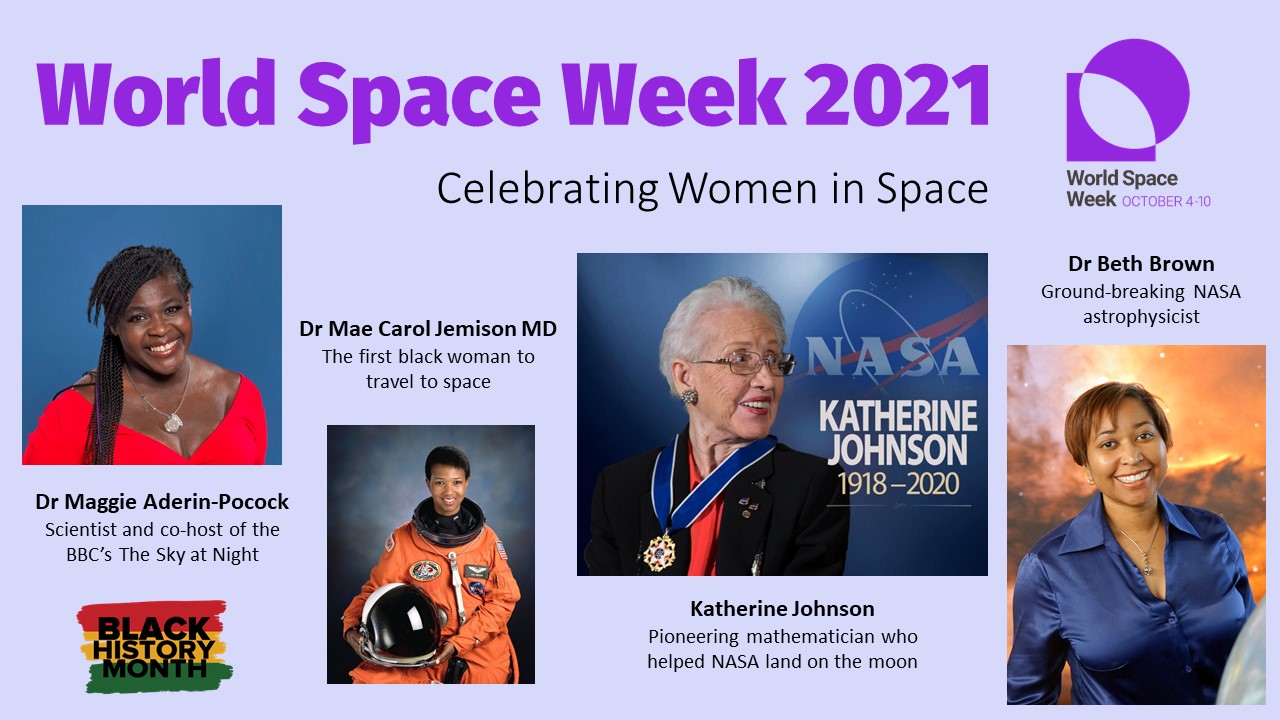 World Space Week 2021
Celebrating Women in Space
World Space
Week OCTOBER 4-10
Dr Maggie Aderin-Pocock
Scientist and co-host of the
BBC's The Sky at Night
BLACK
HISTORY
MONTH
Dr Mae Carol Jemison MD
The first black woman to
travel to space
NASA
KATHERINE
JOHNSON
1918–2020
Katherine Johnson
Pioneering mathematician who
helped NASA land on the moon
Dr Beth Brown
Ground-breaking NASA
astrophysicist